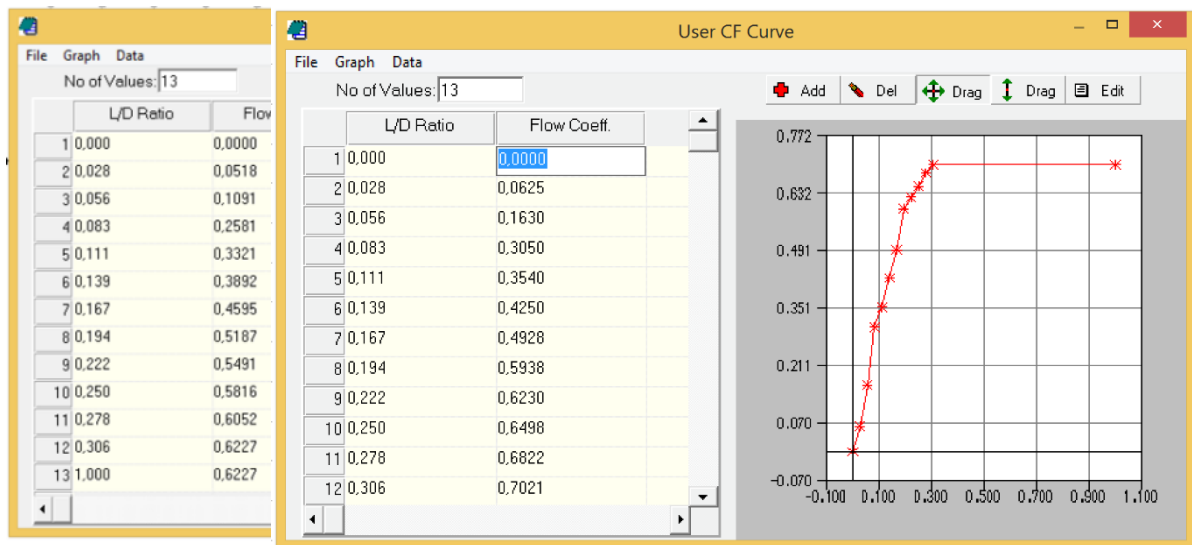 File Graph Data
No of Values: 13
L/D Ratio Flow
1 0,000 0,0000
2 0,028 0,0518
3 0,056 0,1091
4 0,083 0,2581
5 0,111 0,3321
6 0,139 0,3892
7 0,167 0,4595
8 0,194 0,5187
9 0,222 0,5491
10 0,250 0,5816
11 0,278 0,6052
12 0,306 0,6227
13 1,000 0,6227
User CF Curve
File Graph Data
No of Values: 13
Add Del Drag Drag Edit
L/D Ratio Flow Coeff.
1 0,000 0,0000
2 0,028 0,0625
3 0,056 0,1630
4 0,083 0,3050
5 0,111 0,3540
6 0,139 0,4250
7 0,167 0,4928
8 0,194 0,5938
9 0,222 0,6230
10 0,250 0,6498
11 0,278 0,6822
12 0,306 0,7021
0.772
0.632
0.491
0.351
0.211
0.070
-0.070
-0.100 0.100 0.300 0.500 0.700 0.900 1.100